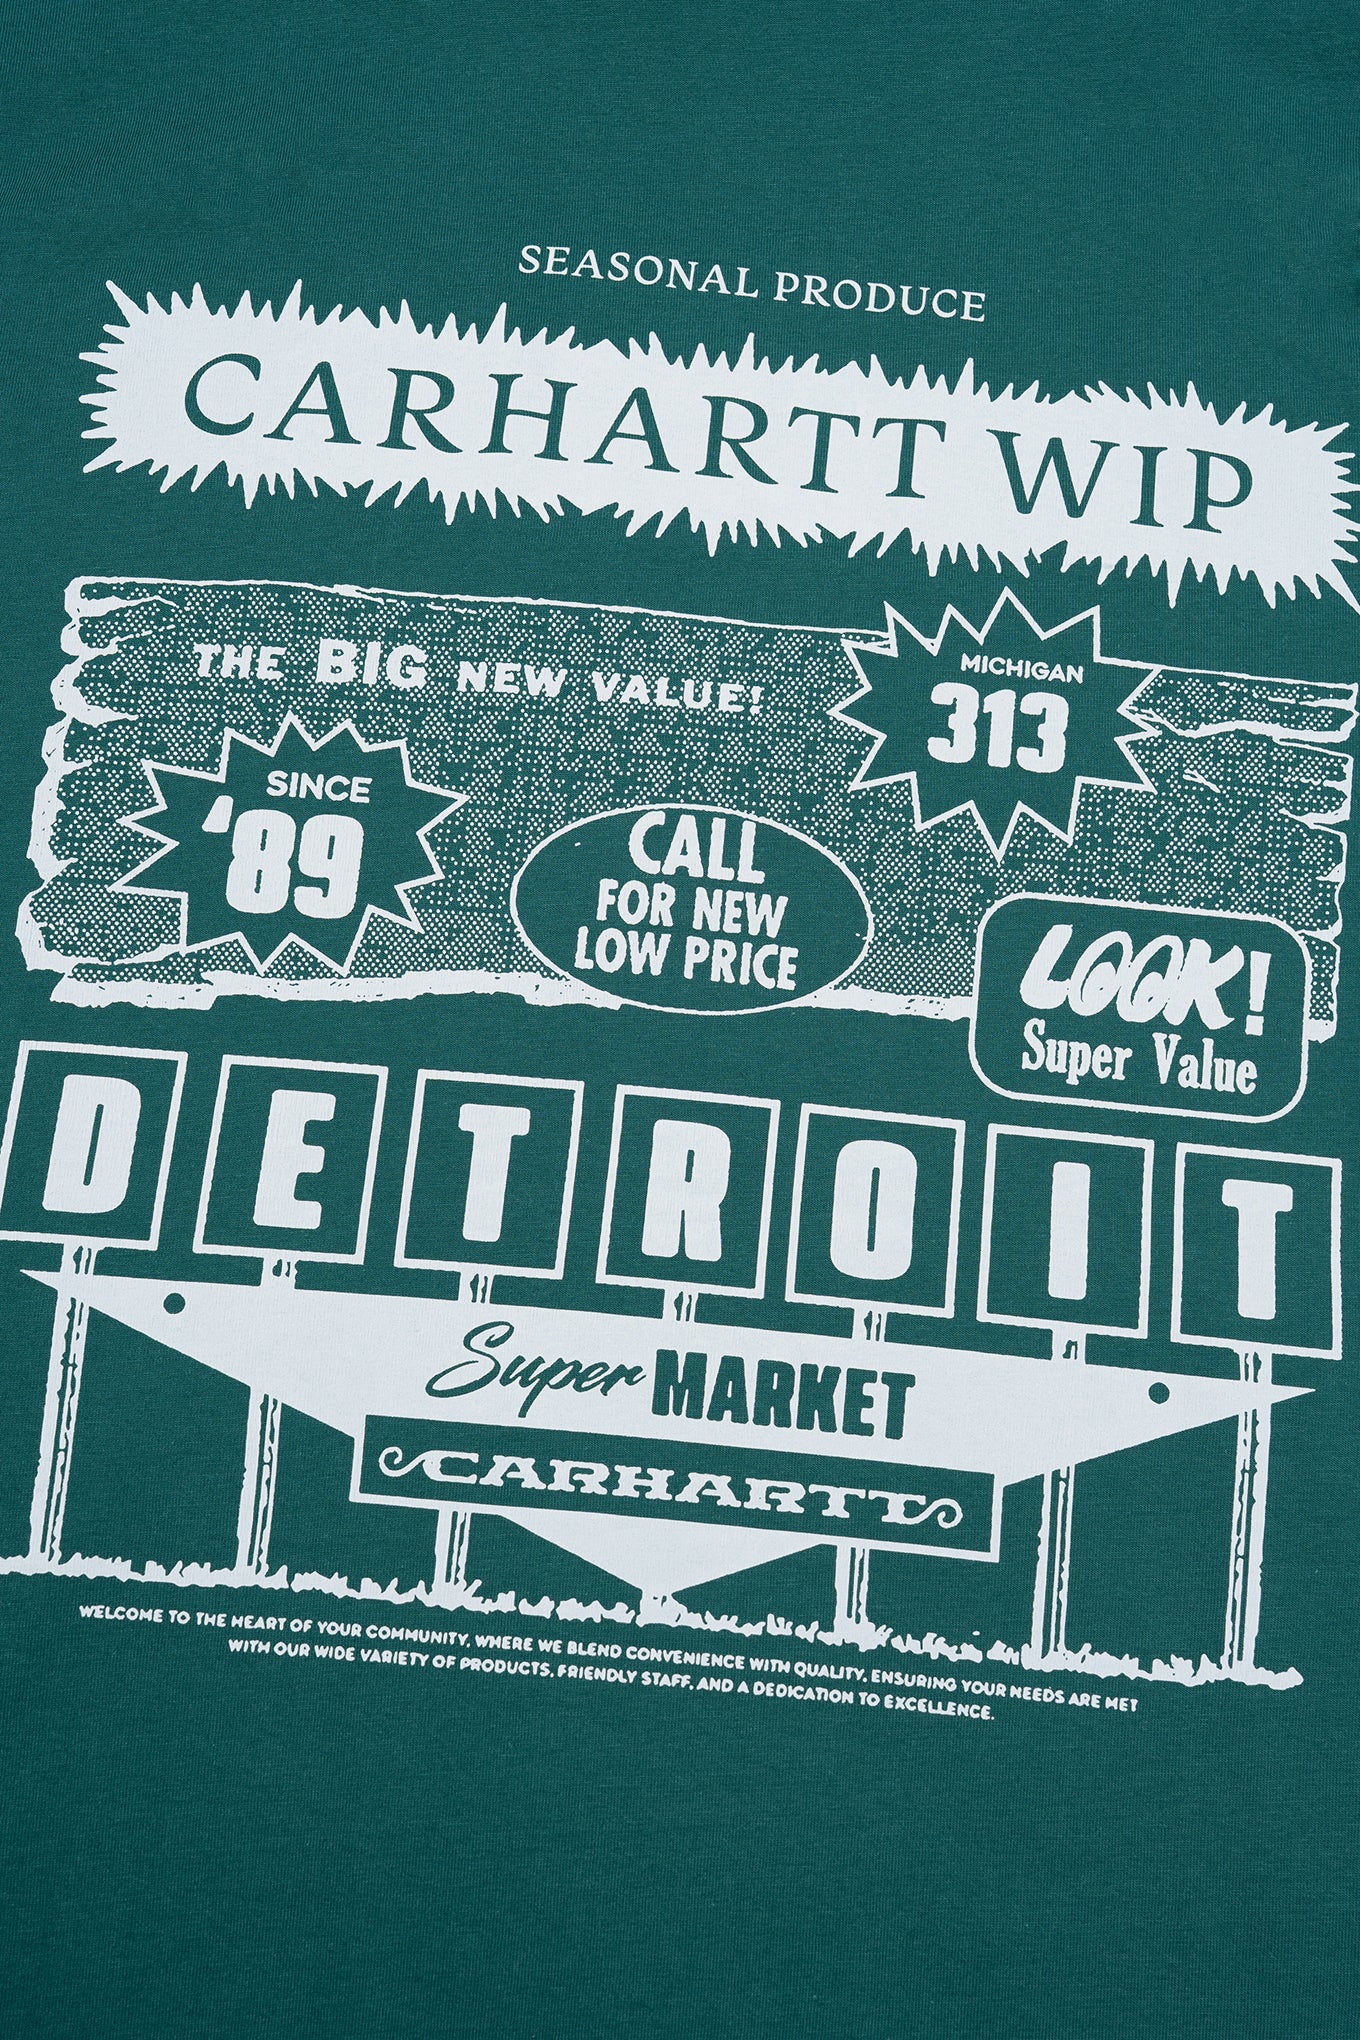 SEASONAL PRODUCE
CARHARTT WIP
THE BIG NEW VALUE!
MICHIGAN
313
SINCE
'89
CALL
FOR NEW
LOW PRICE
LOOK!
Super Value
DETROIT
Super MARKET
CARHARTT
WELCOME TO THE HEART OF YOUR COMMUNITY, WHERE WE BLEND CONVENIENCE WITH QUALITY, ENSURING YOUR NEEDS ARE MET
WITH OUR WIDE VARIETY OF PRODUCTS, FRIENDLY STAFF, AND A DEDICATION TO EXCELLENCE.